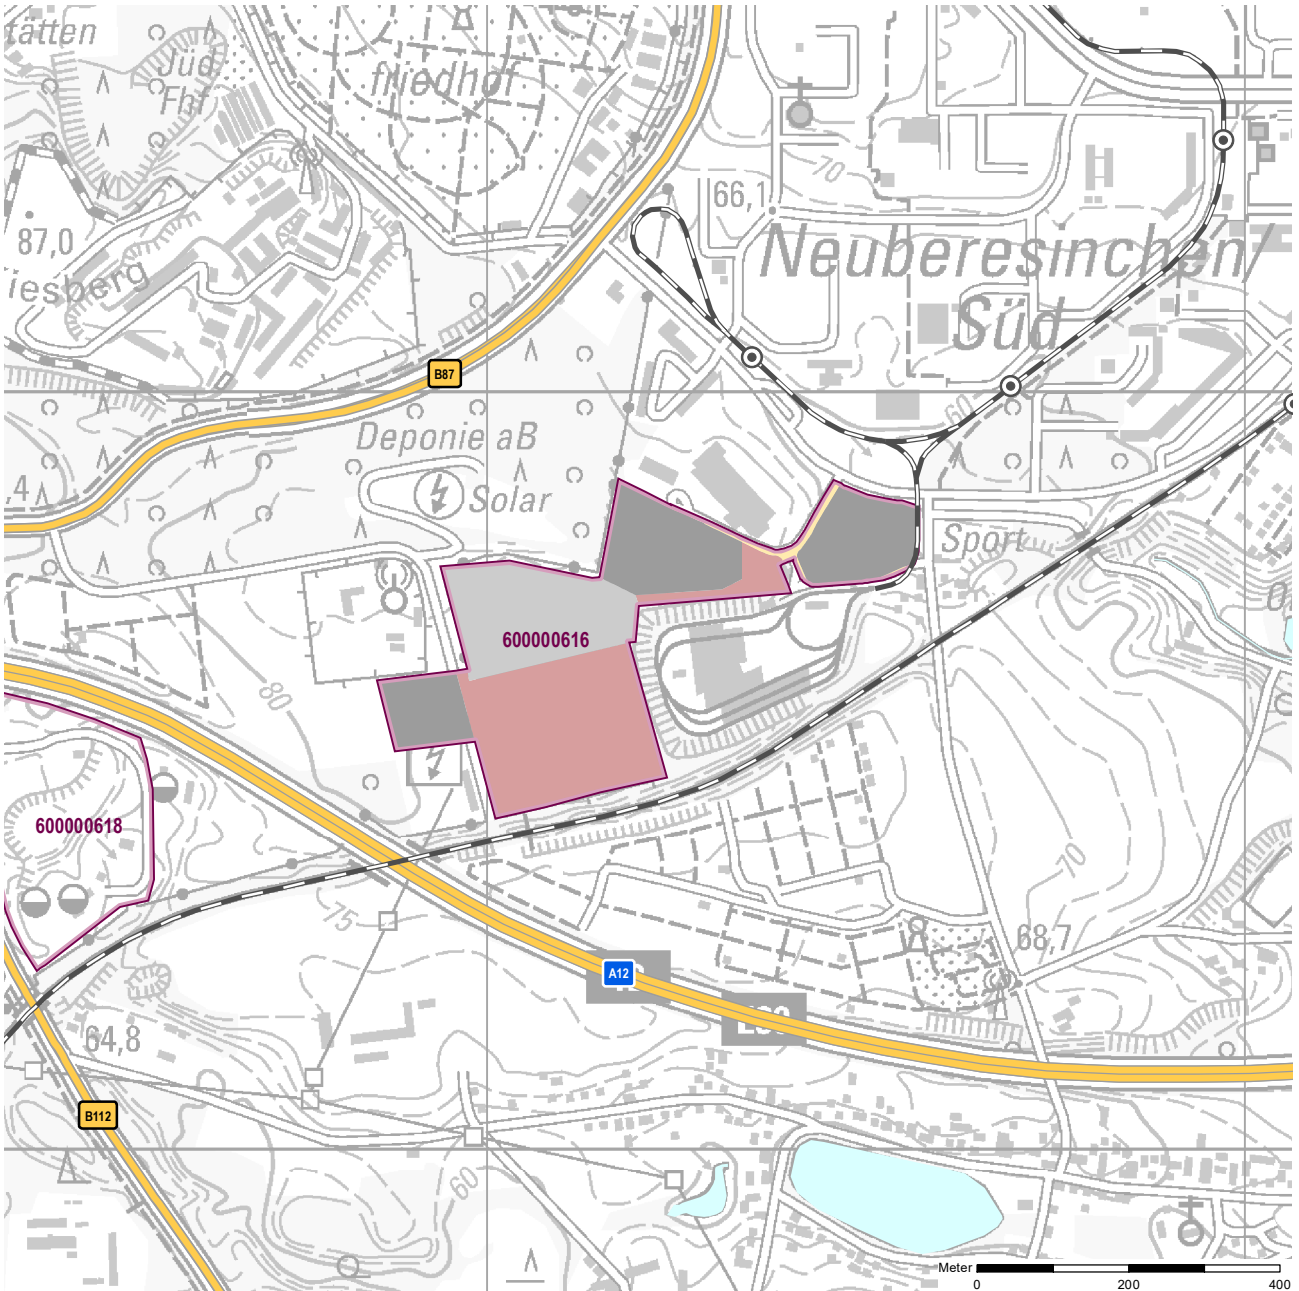 tätten
Jüd.
Fhf
friedhof
87,0
iesberg
66,1
70
Neuberesinchen/
Süd
B87
60
Deponie aB
,4
Solar
Sport
600000616
80
600000618
70
75
68,7
A12
64,8
B112
60
Meter
0
200
400